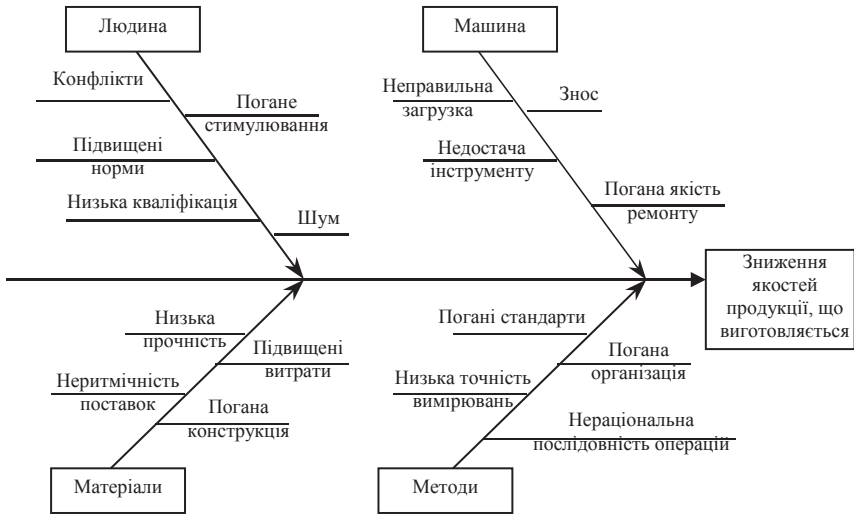 Людина
Машина
Конфлікти
Погане
стимулювання
Підвищені
норми
Низька кваліфікація
Шум
Неправильна
загрузка
Знос
Недостача
інструменту
Погана якість
ремонту
Зниження
якостей
продукції, що
виготовляється
Низька
прочність
Підвищені
витрати
Неритмічність
поставок
Погана
конструкція
Погані стандарти
Погана
організація
Низька точність
вимірювань
Нераціональна
послідовність операцій
Матеріали
Методи